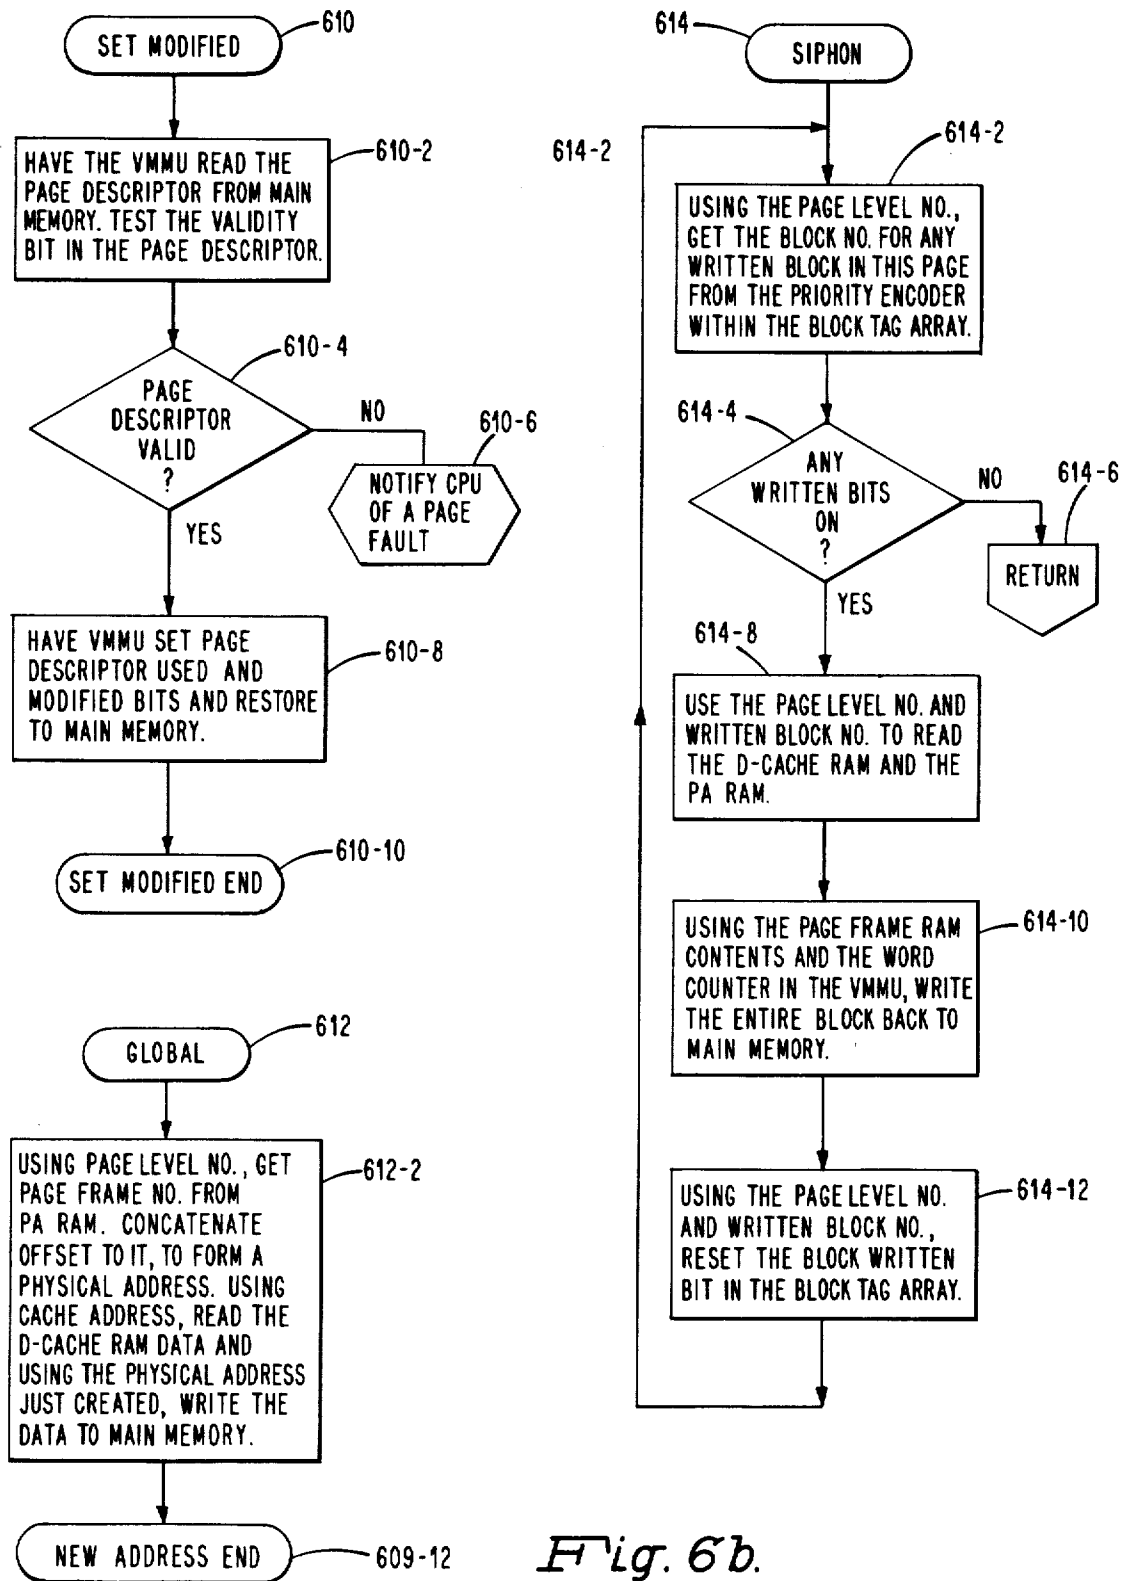 SET MODIFIED
610
HAVE THE VMMU READ THE
PAGE DESCRIPTOR FROM MAIN
MEMORY. TEST THE VALIDITY
BIT IN THE PAGE DESCRIPTOR.
610-2
PAGE
DESCRIPTOR
VALID
?
610-4
NO
610-6
NOTIFY CPU
OF A PAGE
FAULT
YES
HAVE VMMU SET PAGE
DESCRIPTOR USED AND
MODIFIED BITS AND RESTORE
TO MAIN MEMORY.
610-8
SET MODIFIED END
610-10
GLOBAL
612
USING PAGE LEVEL NO., GET
PAGE FRAME NO. FROM
PA RAM. CONCATENATE
OFFSET TO IT, TO FORM A
PHYSICAL ADDRESS. USING
CACHE ADDRESS, READ THE
D-CACHE RAM DATA AND
USING THE PHYSICAL ADDRESS
JUST CREATED, WRITE THE
DATA TO MAIN MEMORY.
612-2
NEW ADDRESS END
609-12
614
SIPHON
614-2
614-2
USING THE PAGE LEVEL NO.,
GET THE BLOCK NO. FOR ANY
WRITTEN BLOCK IN THIS PAGE
FROM THE PRIORITY ENCODER
WITHIN THE BLOCK TAG ARRAY.
614-4
ANY
WRITTEN BITS
ON
?
NO
614-6
RETURN
YES
614-8
USE THE PAGE LEVEL NO. AND
WRITTEN BLOCK NO. TO READ
THE D-CACHE RAM AND THE
PA RAM.
USING THE PAGE FRAME RAM
CONTENTS AND THE WORD
COUNTER IN THE VMMU, WRITE
THE ENTIRE BLOCK BACK TO
MAIN MEMORY.
614-10
USING THE PAGE LEVEL NO.
AND WRITTEN BLOCK NO.,
RESET THE BLOCK WRITTEN
BIT IN THE BLOCK TAG ARRAY.
614-12
Fig. 6b.